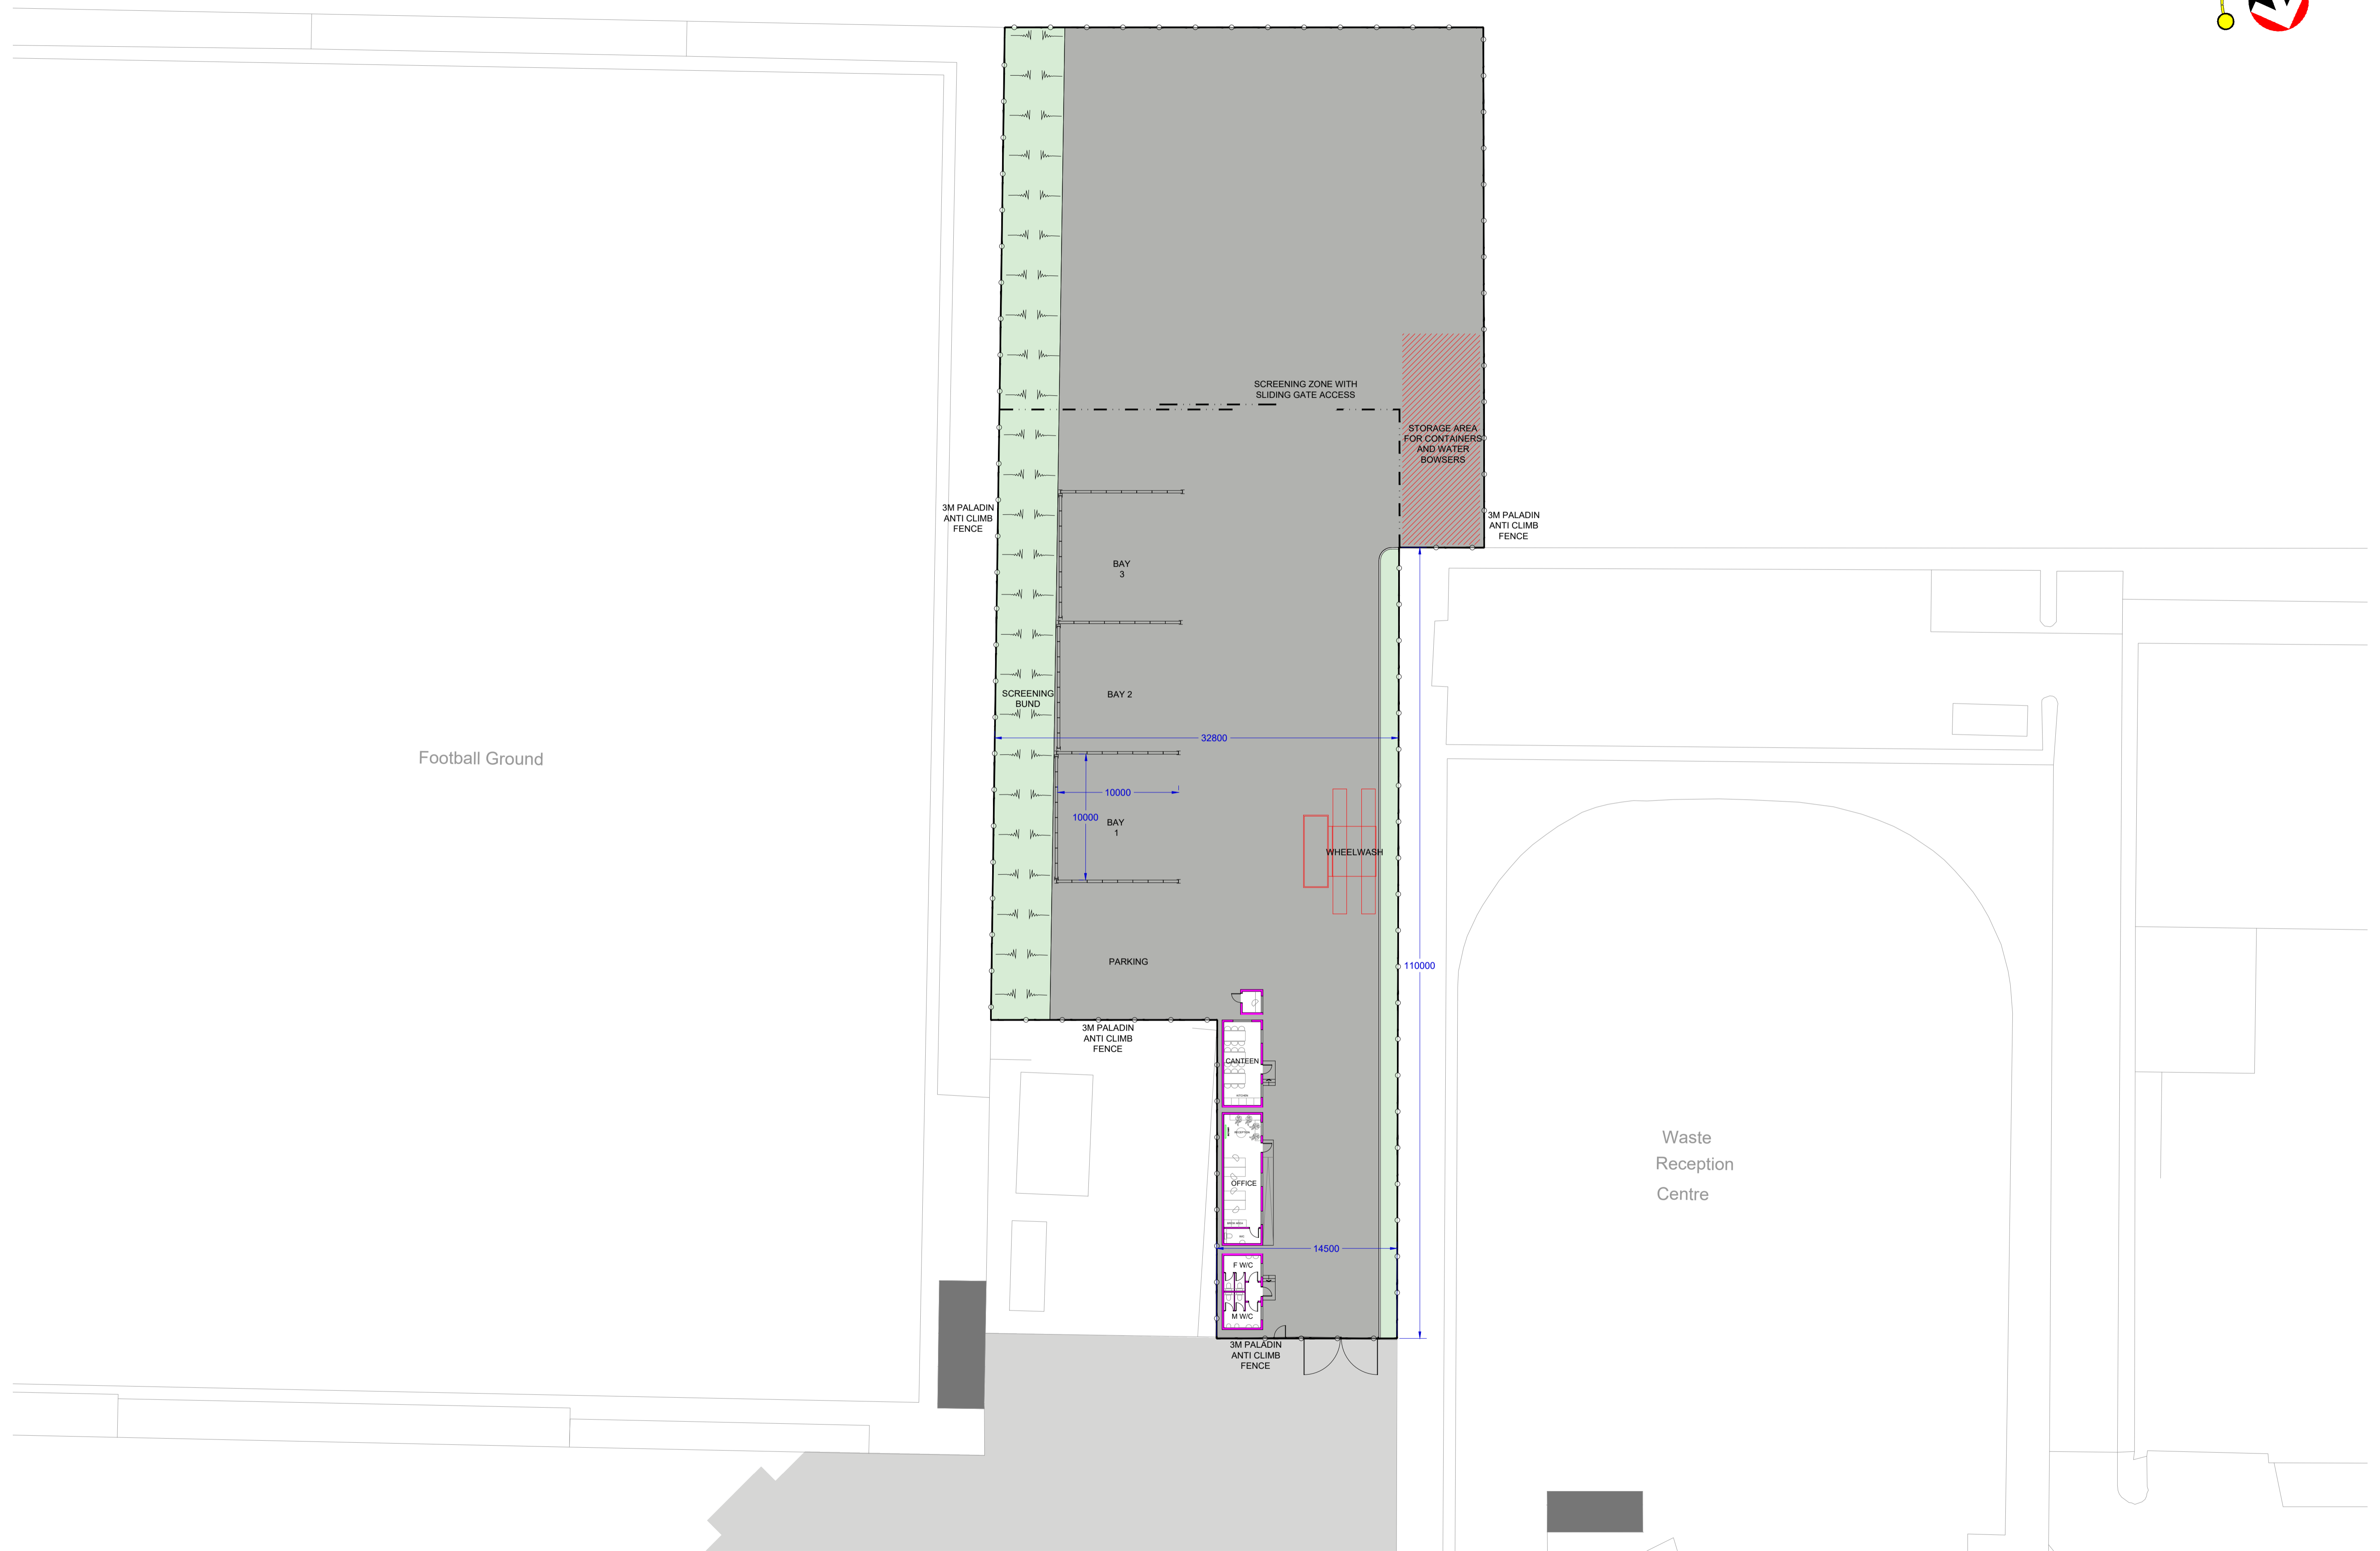 SCREENING ZONE WITH
SLIDING GATE ACCESS
STORAGE AREA
FOR CONTAINERS
AND WATER
BOWSERS
3M PALADIN
ANTI CLIMB
FENCE
3M PALADIN
ANTI CLIMB
FENCE
BAY
3
SCREENING
BUND
BAY 2
32800
Football Ground
10000
10000
BAY
1
WHEELWASH
PARKING
110000
3M PALADIN
ANTI CLIMB
FENCE
CANTEEN
KITCHEN
RECEPTION
OFFICE
Waste
Reception
Centre
14500
F W/C
M W/C
3M PALADIN
ANTI CLIMB
FENCE